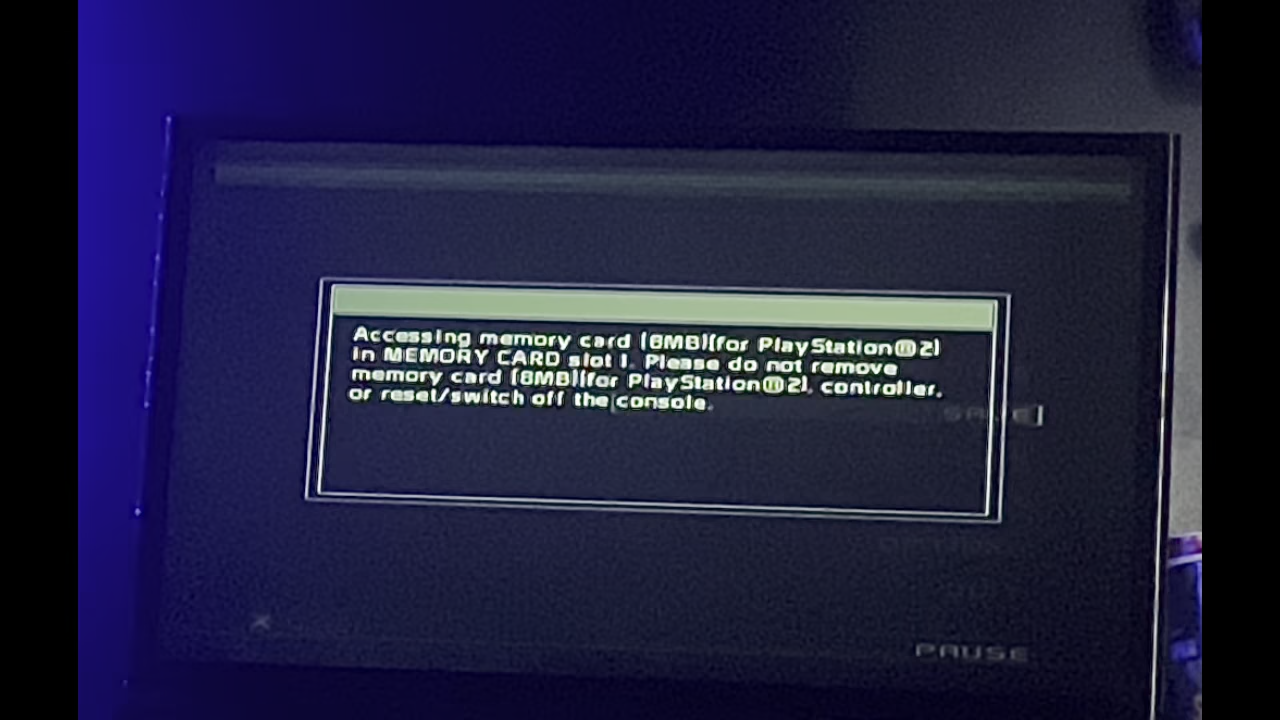 Accessing memory card (8MB)(for PlayStation®2)
in MEMORY CARD slot 1. Please do not remove
memory card (8MB)(for PlayStation®2), controller,
or reset/switch off the console.
SAVE
PAUSE